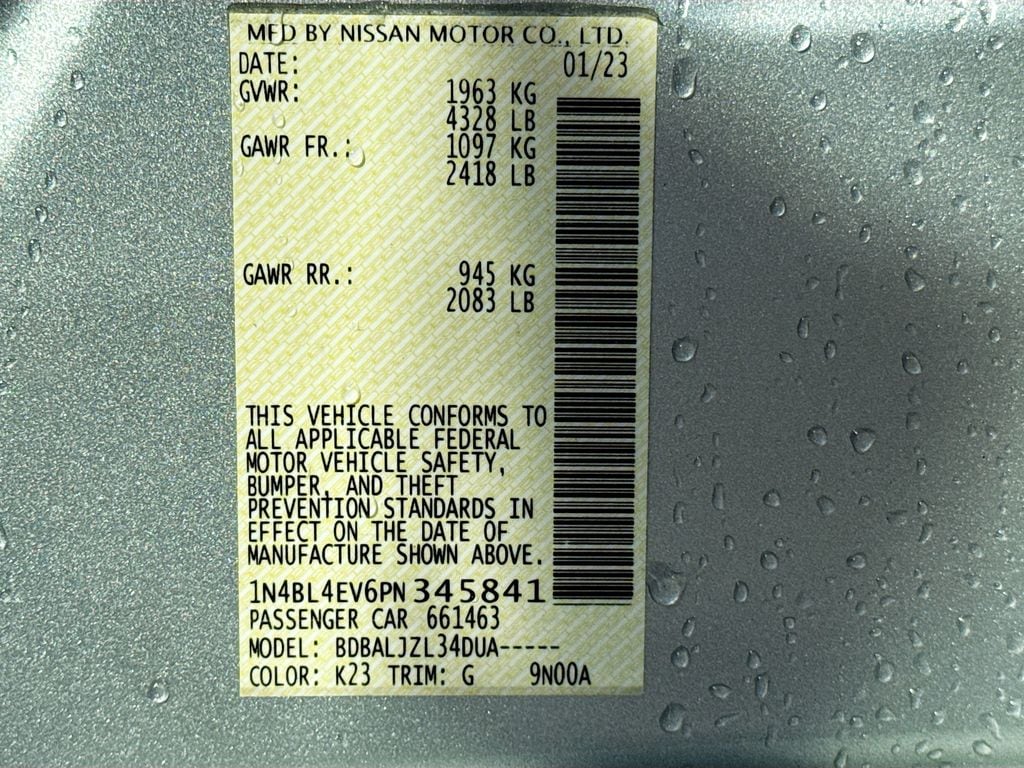 MFD BY NISSAN MOTOR CO., LTD.
DATE: 01/23
GVWR: 1963 KG
4328 LB
GAWR FR.: 1097 KG
2418 LB
GAWR RR.: 945 KG
2083 LB
THIS VEHICLE CONFORMS TO
ALL APPLICABLE FEDERAL
MOTOR VEHICLE SAFETY,
BUMPER, AND THEFT
PREVENTION STANDARDS IN
EFFECT ON THE DATE OF
MANUFACTURE SHOWN ABOVE.
1N4BL4EV6PN345841
PASSENGER CAR 661463
MODEL: BDBALJZL34DUA-----
COLOR: K23 TRIM: G 9N00A